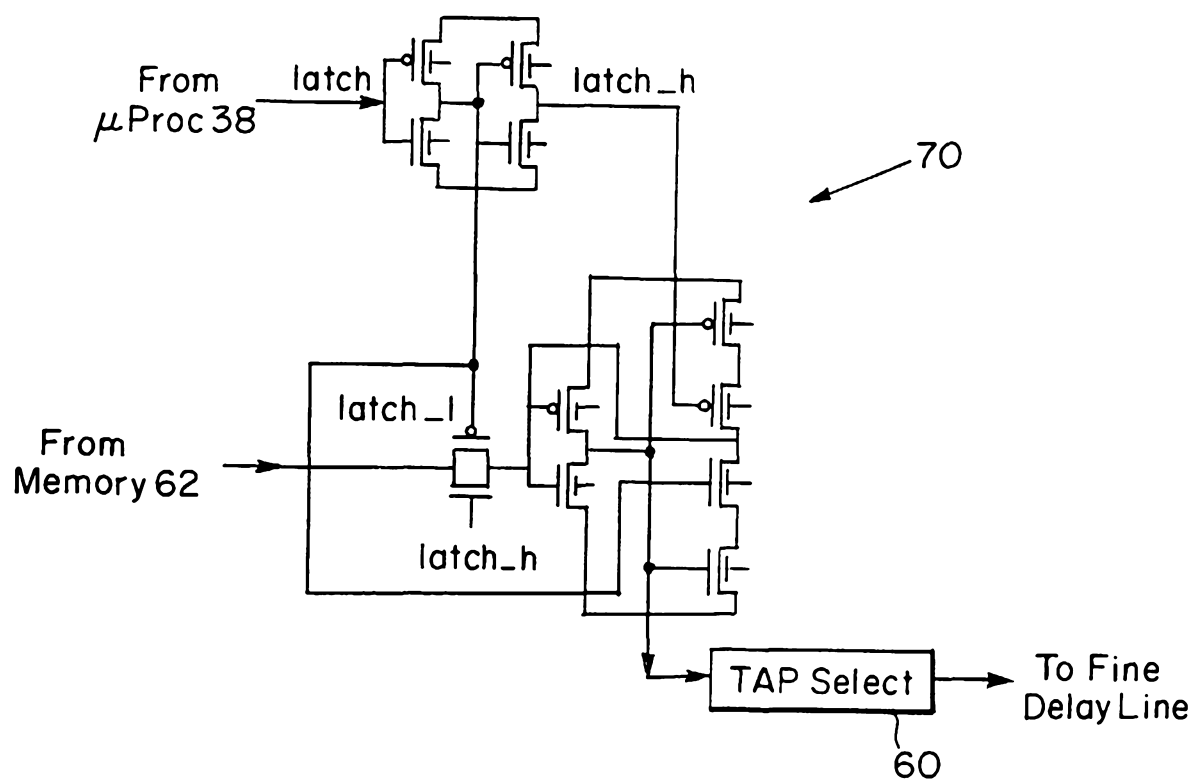 From
μProc 38
latch
latch_h
70
latch_l
From
Memory 62
latch_h
TAP Select
To Fine
Delay Line
60